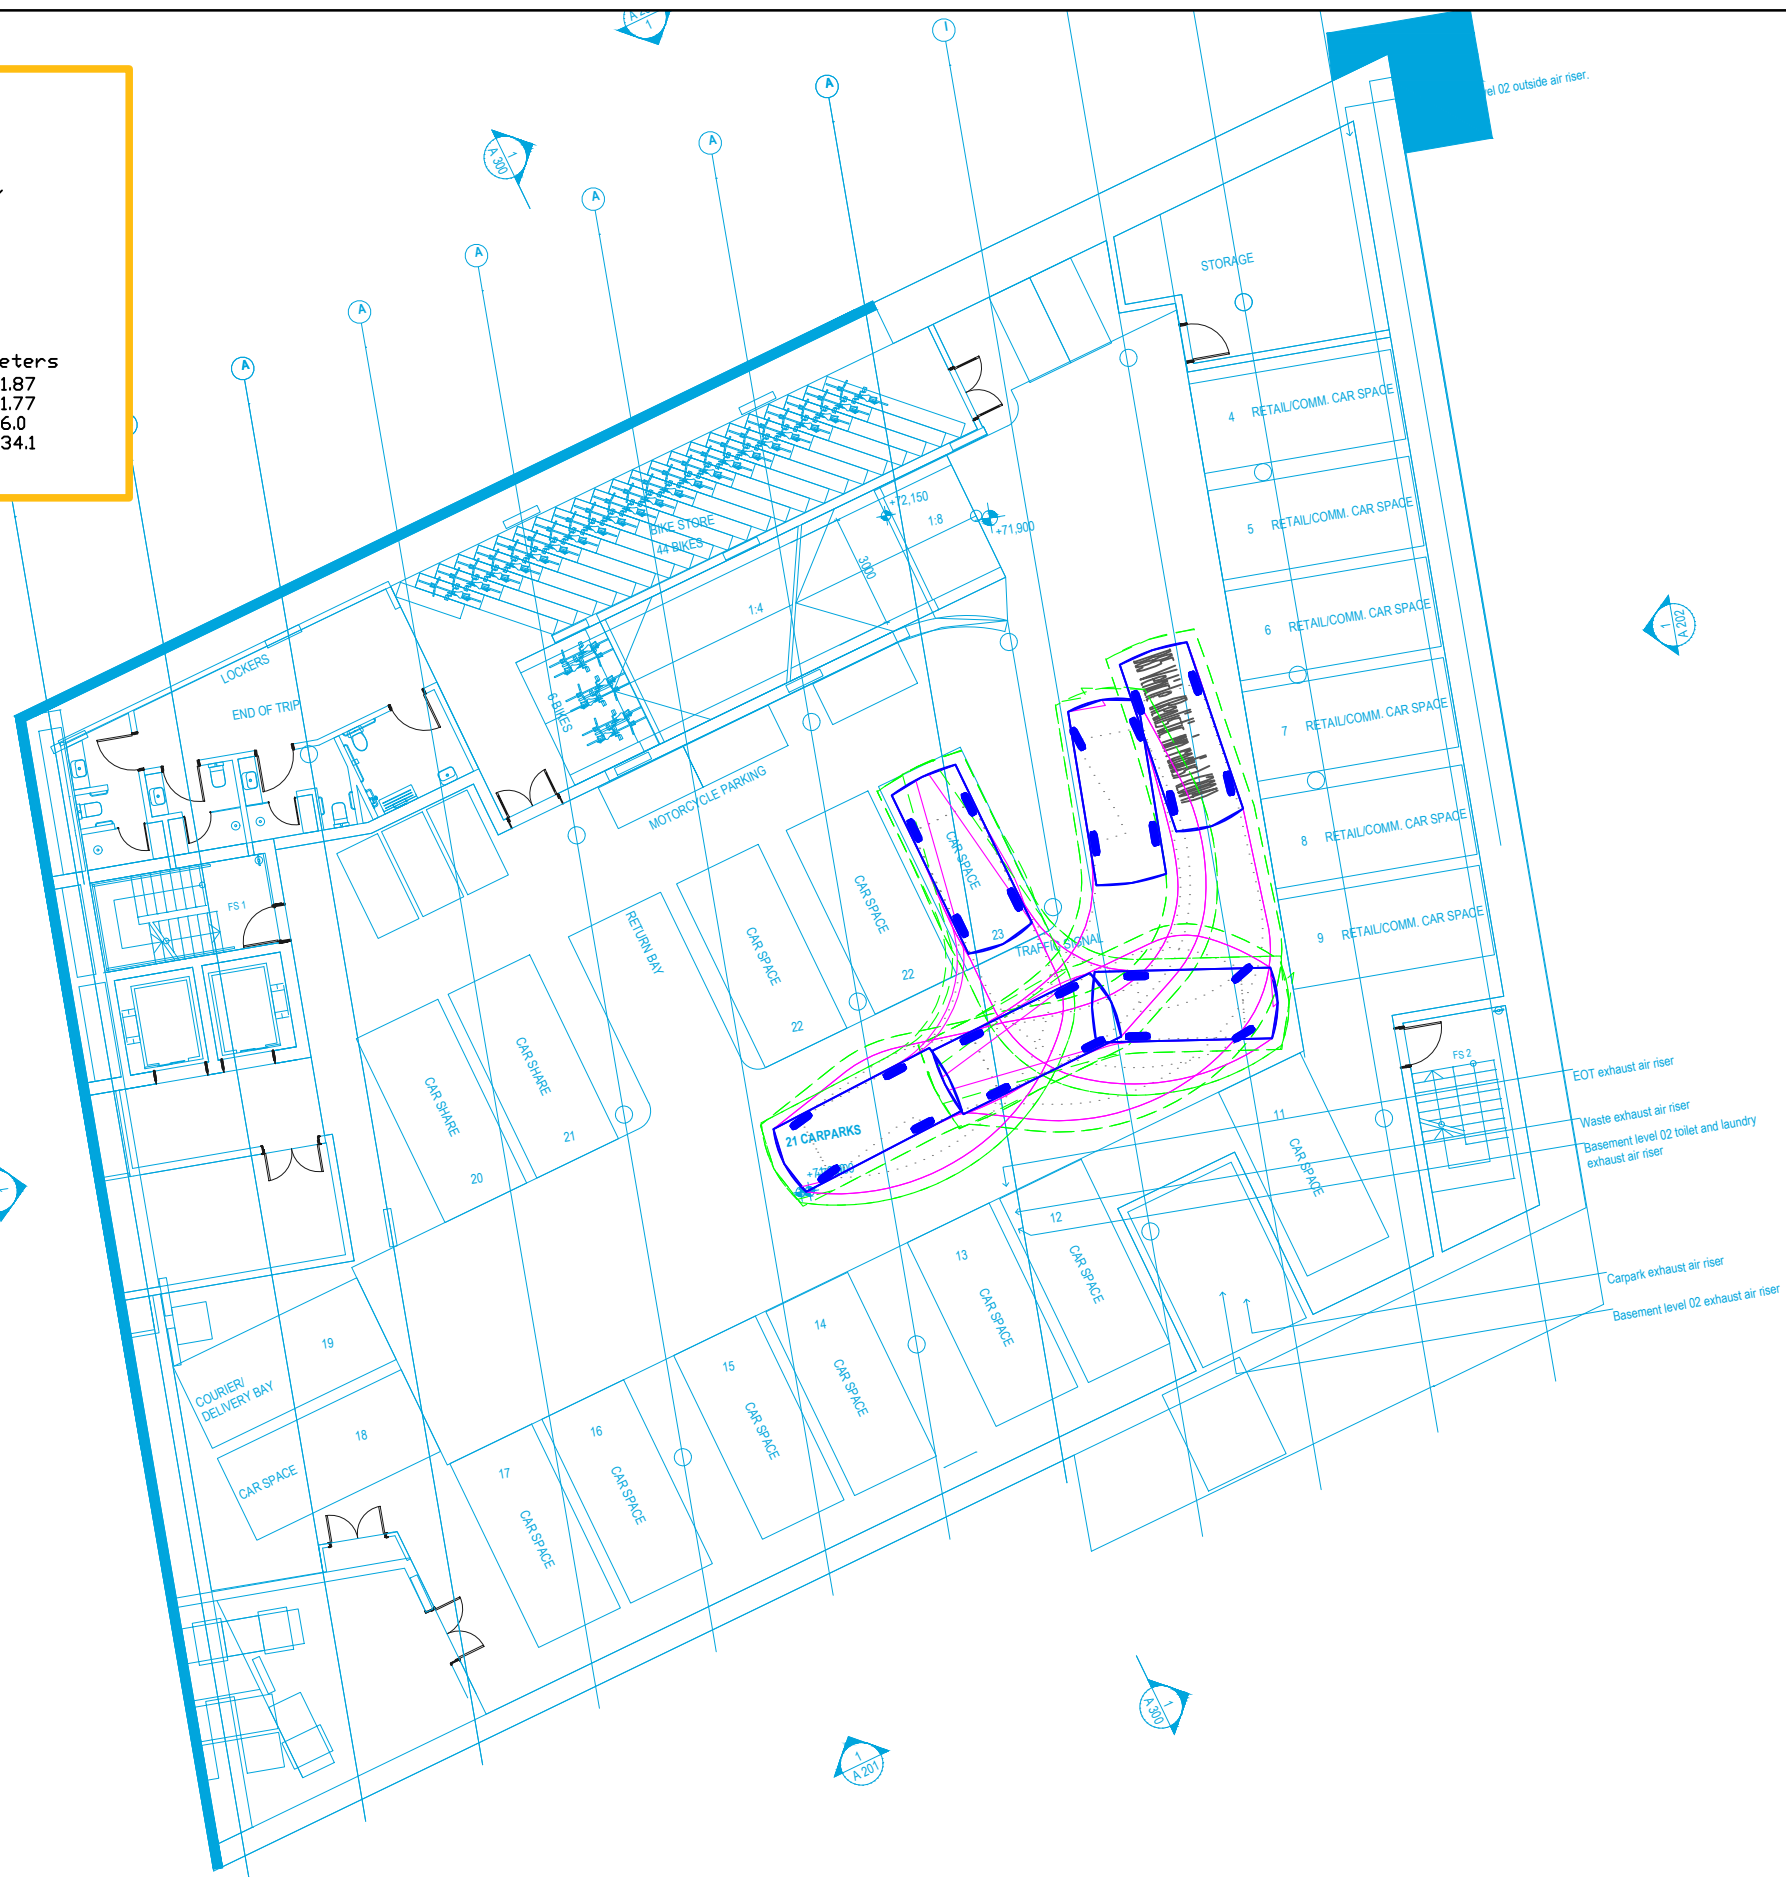 1
I
A
A
A
A
A
A
1
A 300
el 02 outside air riser.
STORAGE
eters
1.87
1.77
6.0
34.1
4 RETAIL/COMM. CAR SPACE
5 RETAIL/COMM. CAR SPACE
6 RETAIL/COMM. CAR SPACE
7 RETAIL/COMM. CAR SPACE
8 RETAIL/COMM. CAR SPACE
9 RETAIL/COMM. CAR SPACE
+72,150
1:8
+71,900
BIKE STORE
44 BIKES
3000
1:4
1
A 202
LOCKERS
END OF TRIP
6 BIKES
MOTORCYCLE PARKING
CAR SPACE
23
TRAFFIC SIGNAL
CAR SPACE
22
CAR SPACE
22
RETURN BAY
FS 1
CAR SHARE
21
CAR SHARE
20
21 CARPARKS
FS 2
EOT exhaust air riser
Waste exhaust air riser
Basement level 02 toilet and laundry
exhaust air riser
11
CAR SPACE
12
CAR SPACE
13
CAR SPACE
14
CAR SPACE
15
CAR SPACE
16
CAR SPACE
17
CAR SPACE
18
CAR SPACE
19
COURIER/
DELIVERY BAY
Carpark exhaust air riser
Basement level 02 exhaust air riser
1
A 300
1
A 201